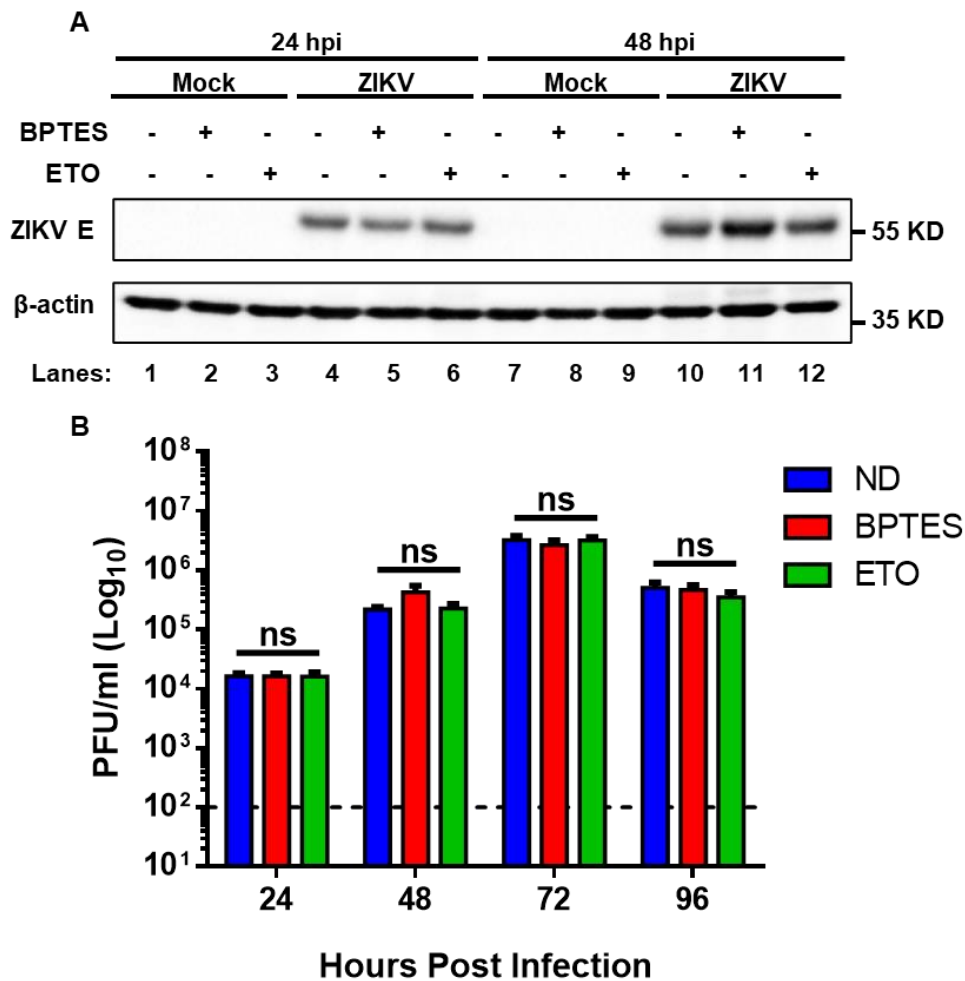 A
24 hpi 48 hpi
Mock ZIKV Mock ZIKV
BPTES - + - - + - - + - - + -
ETO - - + - - + - - + - - +
ZIKV E 55 KD
β-actin 35 KD
Lanes: 1 2 3 4 5 6 7 8 9 10 11 12
B
PFU/ml (Log10)
10^8
10^7
10^6
10^5
10^4
10^3
10^2
10^1
ns ns ns ns
ND
BPTES
ETO
24 48 72 96
Hours Post Infection